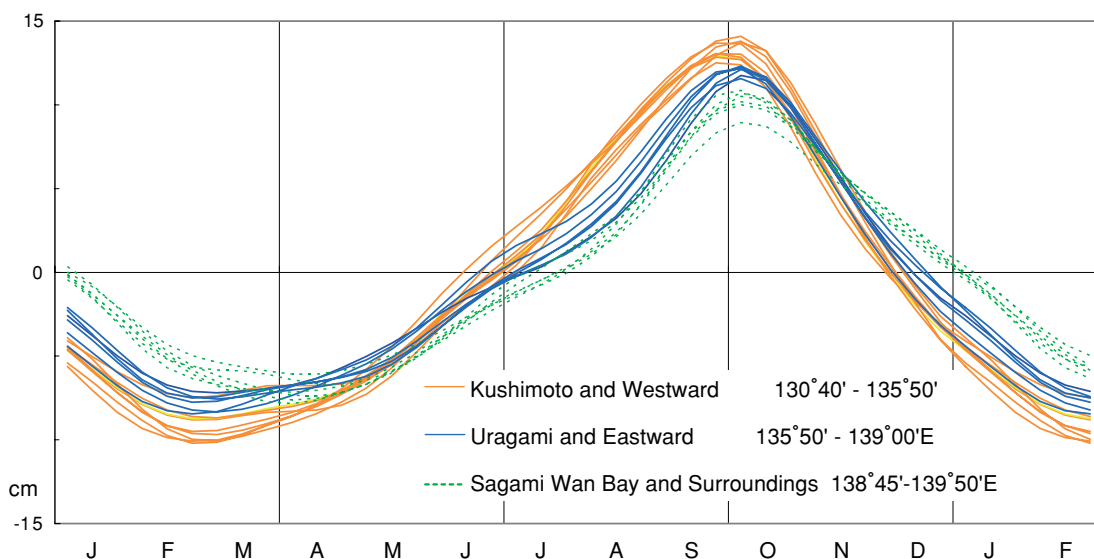 15
0
Kushimoto and Westward 130°40' - 135°50'
Uragami and Eastward 135°50' - 139°00'E
cm
Sagami Wan Bay and Surroundings 138°45'-139°50'E
-15
J F M A M J J A S O N D J F